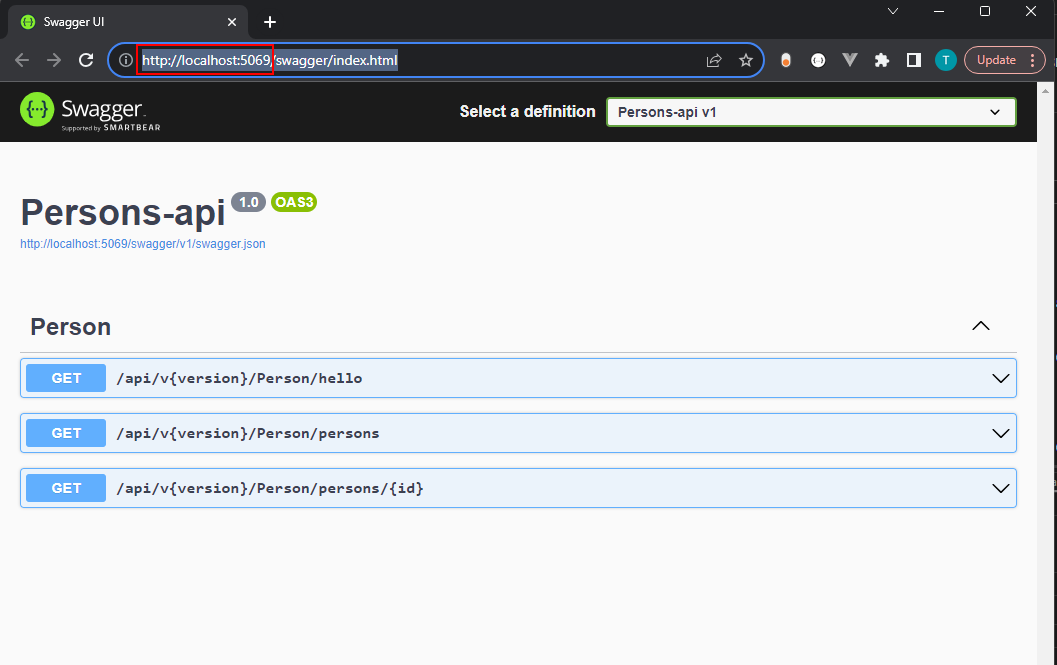 Swagger UI
http://localhost:5069/swagger/index.html
T
Update
Swagger
Supported by SMARTBEAR
Select a definition
Persons-api v1
Persons-api 1.0 OAS3
http://localhost:5069/swagger/v1/swagger.json
Person
GET /api/v{version}/Person/hello
GET /api/v{version}/Person/persons
GET /api/v{version}/Person/persons/{id}